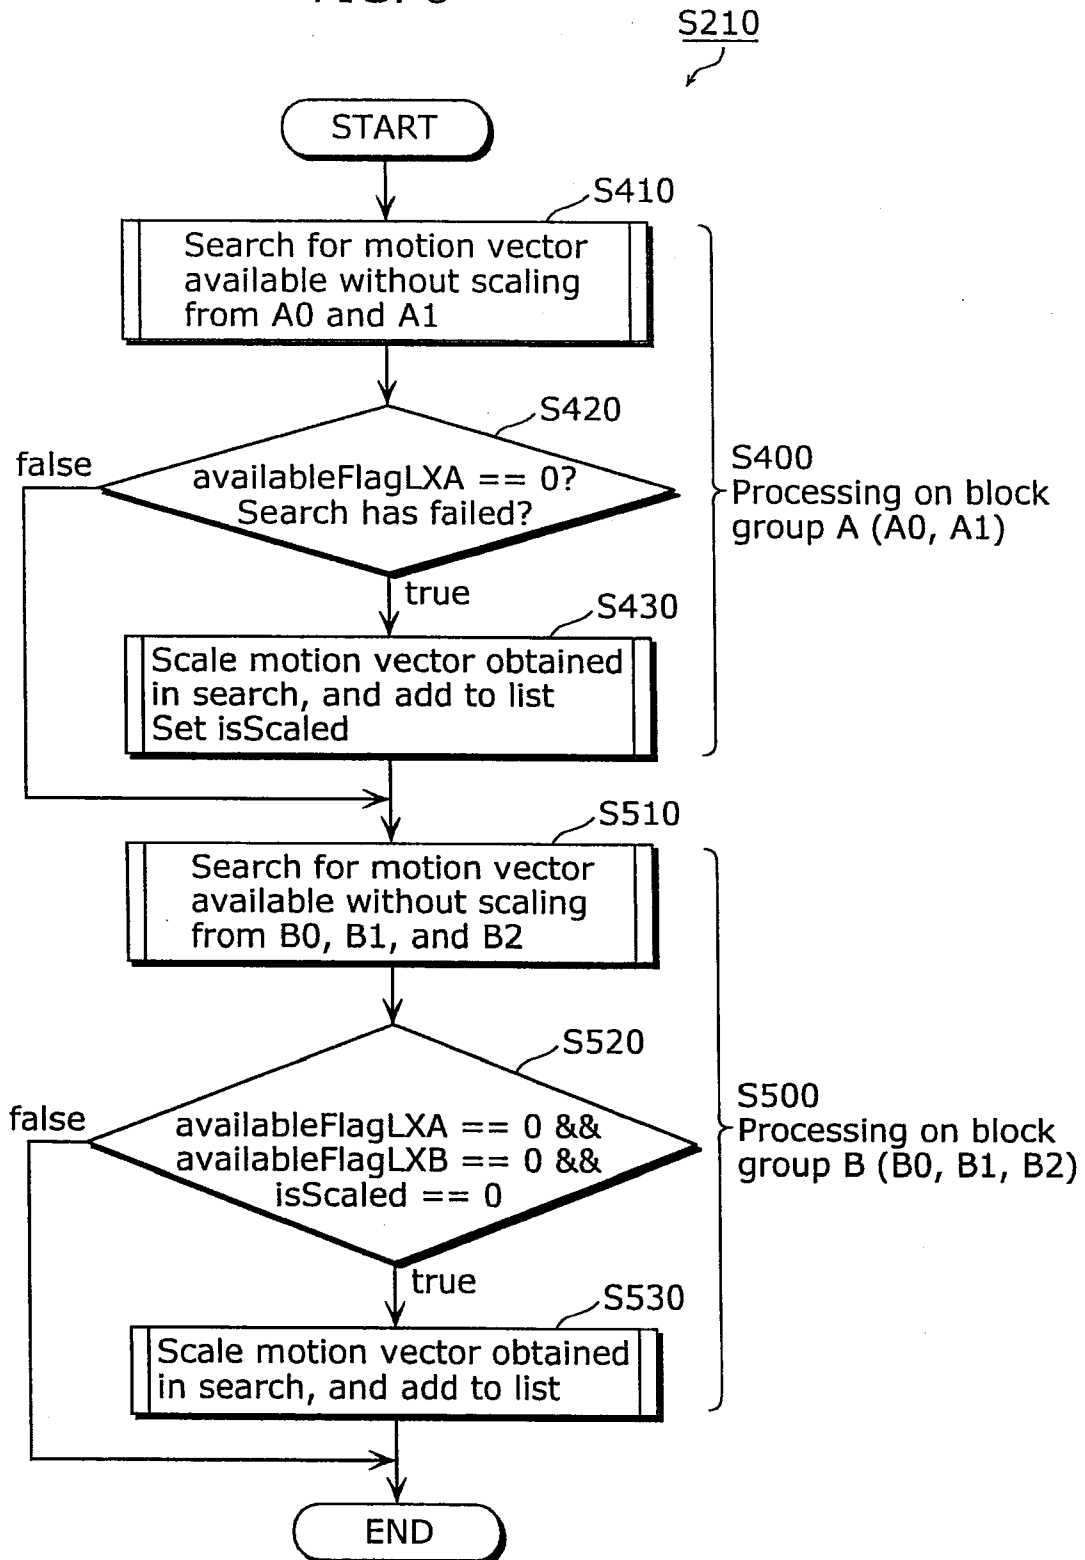 S210
START
S410
Search for motion vector
available without scaling
from A0 and A1
S420
false
availableFlagLXA == 0?
Search has failed?
true
S400
Processing on block
group A (A0, A1)
S430
Scale motion vector obtained
in search, and add to list
Set isScaled
S510
Search for motion vector
available without scaling
from B0, B1, and B2
S520
false
availableFlagLXA == 0 &&
availableFlagLXB == 0 &&
isScaled == 0
true
S500
Processing on block
group B (B0, B1, B2)
S530
Scale motion vector obtained
in search, and add to list
END